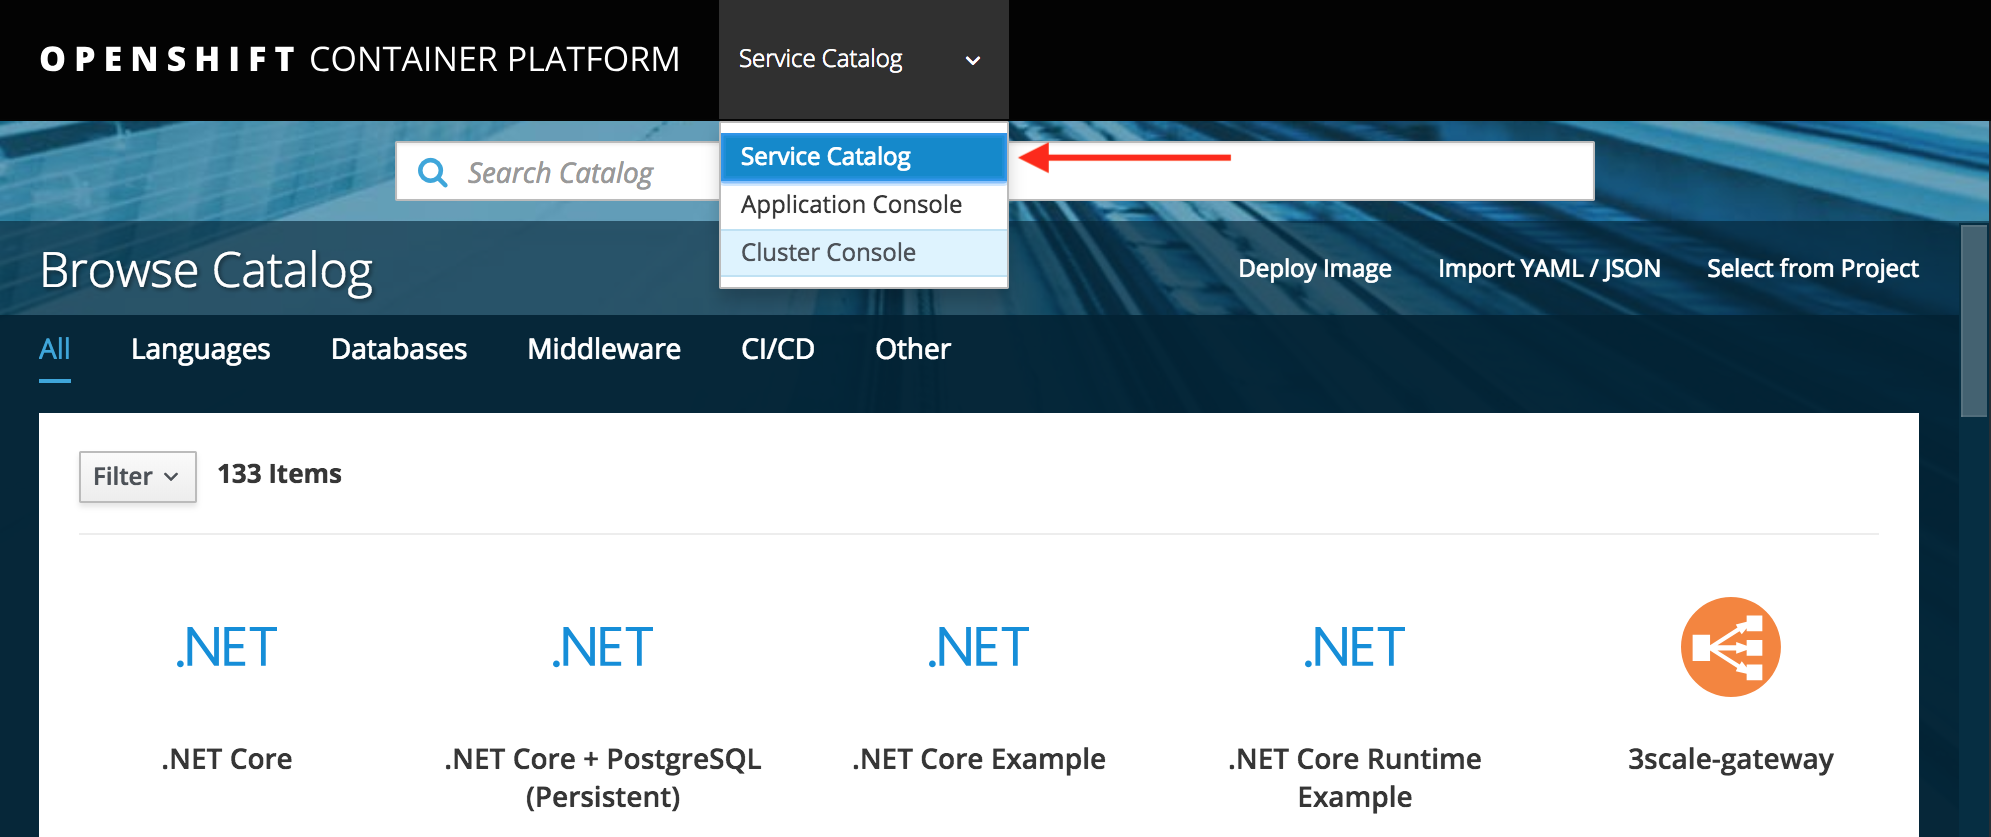 OPENSHIFT CONTAINER PLATFORM
Service Catalog
Search Catalog
Service Catalog
Application Console
Cluster Console
Browse Catalog
Deploy Image
Import YAML / JSON
Select from Project
All
Languages
Databases
Middleware
CI/CD
Other
Filter
133 Items
.NET
.NET
.NET
.NET
.NET Core
.NET Core + PostgreSQL
(Persistent)
.NET Core Example
.NET Core Runtime
Example
3scale-gateway